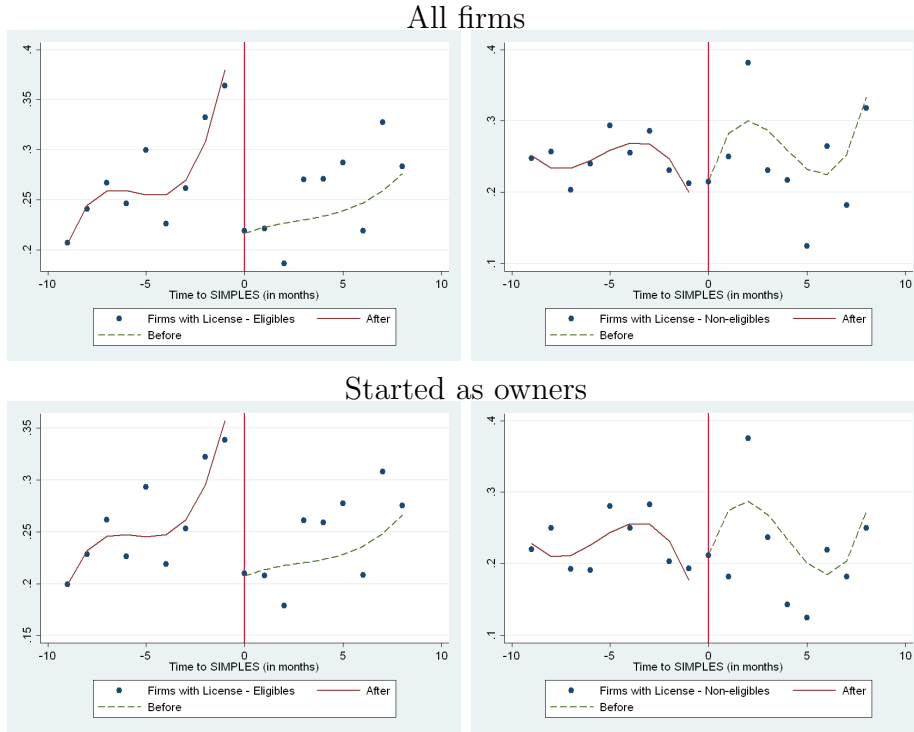 All firms
.4
.35
.3
.25
.2
-10 -5 0 5 10
Time to SIMPLES (in months)
Firms with License - Eligibles After
Before
.4
.3
.2
.1
-10 -5 0 5 10
Time to SIMPLES (in months)
Firms with License - Non-eligibles After
Before
Started as owners
.35
.3
.25
.2
.15
-10 -5 0 5 10
Time to SIMPLES (in months)
Firms with License - Eligibles After
Before
.4
.3
.2
.1
-10 -5 0 5 10
Time to SIMPLES (in months)
Firms with License - Non-eligibles After
Before